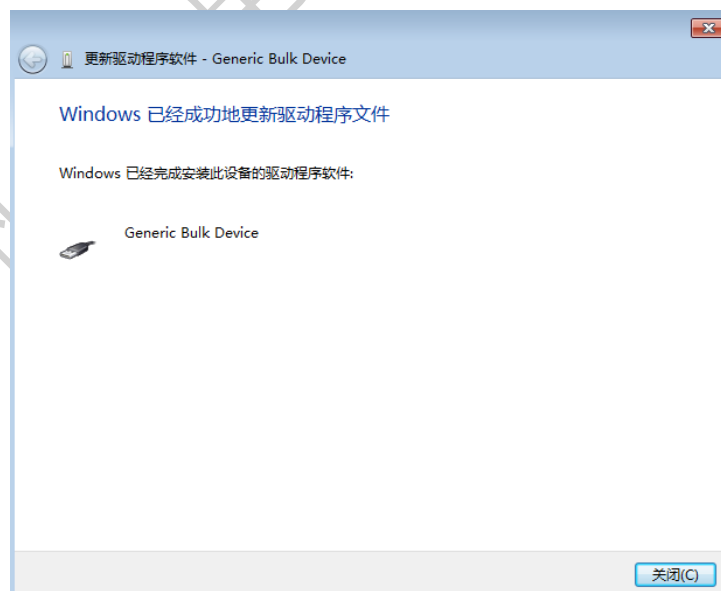 更新驱动程序软件 - Generic Bulk Device
Windows 已经成功地更新驱动程序文件
Windows 已经完成安装此设备的驱动程序软件:
Generic Bulk Device
关闭(C)